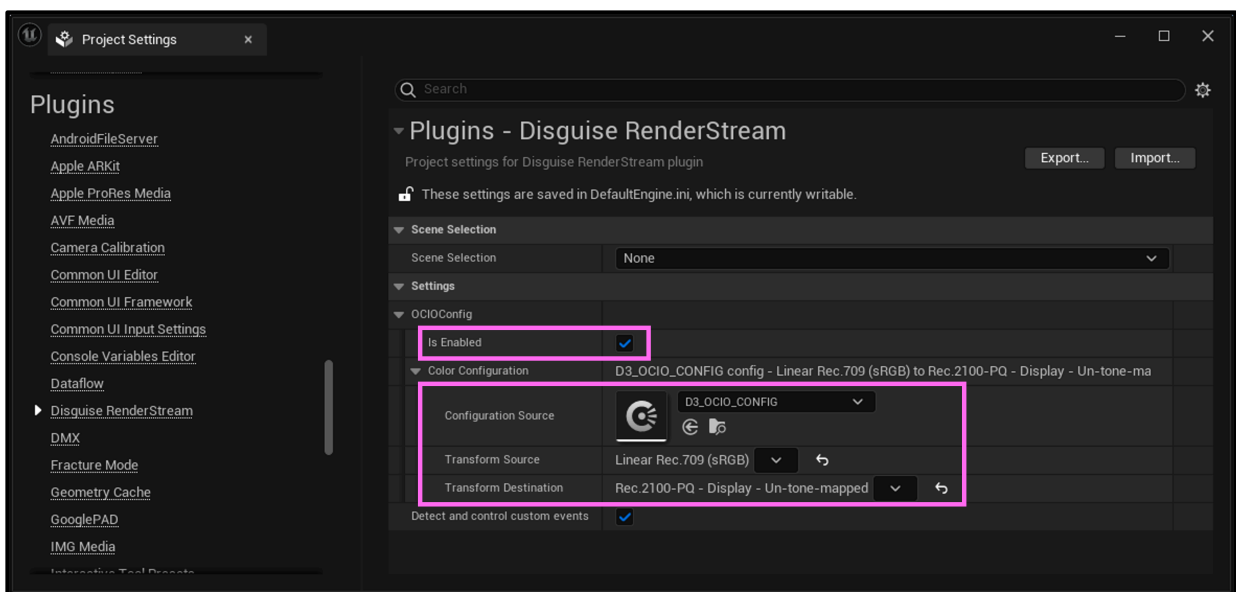 Project Settings
Plugins
AndroidFileServer
Apple ARKit
Apple ProRes Media
AVF Media
Camera Calibration
Common UI Editor
Common UI Framework
Common UI Input Settings
Console Variables Editor
Dataflow
Disguise RenderStream
DMX
Fracture Mode
Geometry Cache
GooglePAD
IMG Media
Interactive Tool Presets
Search
Plugins - Disguise RenderStream
Project settings for Disguise RenderStream plugin
Export...
Import...
These settings are saved in DefaultEngine.ini, which is currently writable.
Scene Selection
Scene Selection
None
Settings
OCIOConfig
Is Enabled
Color Configuration
D3_OCIO_CONFIG config - Linear Rec.709 (sRGB) to Rec.2100-PQ - Display - Un-tone-ma
Configuration Source
D3_OCIO_CONFIG
Transform Source
Linear Rec.709 (sRGB)
Transform Destination
Rec.2100-PQ - Display - Un-tone-mapped
Detect and control custom events